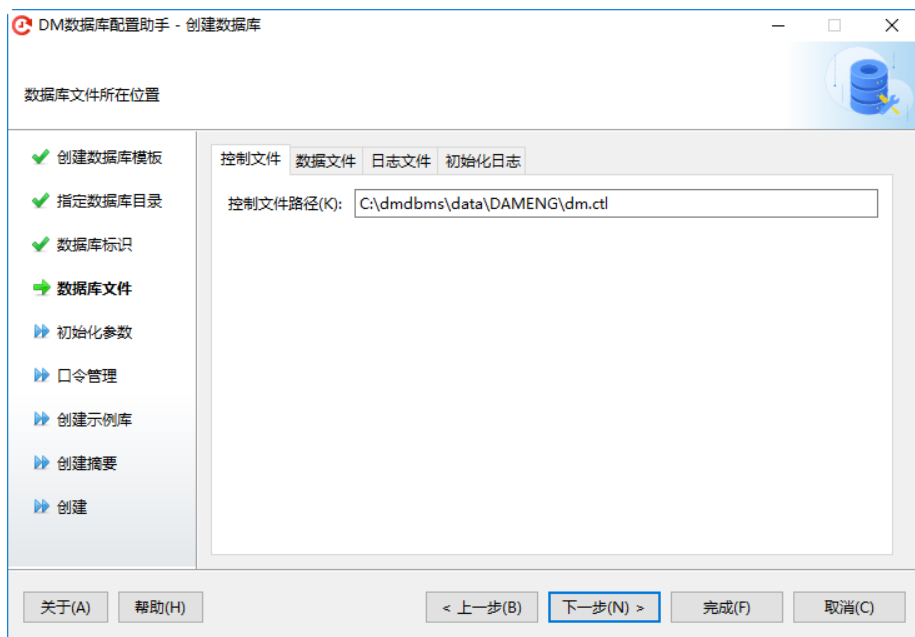 DM数据库配置助手 - 创建数据库
数据库文件所在位置
创建数据库模板
指定数据库目录
数据库标识
数据库文件
初始化参数
口令管理
创建示例库
创建摘要
创建
控制文件 数据文件 日志文件 初始化日志
控制文件路径(K): C:\dmdbms\data\DAMENG\dm.ctl
关于(A) 帮助(H) < 上一步(B) 下一步(N) > 完成(F) 取消(C)